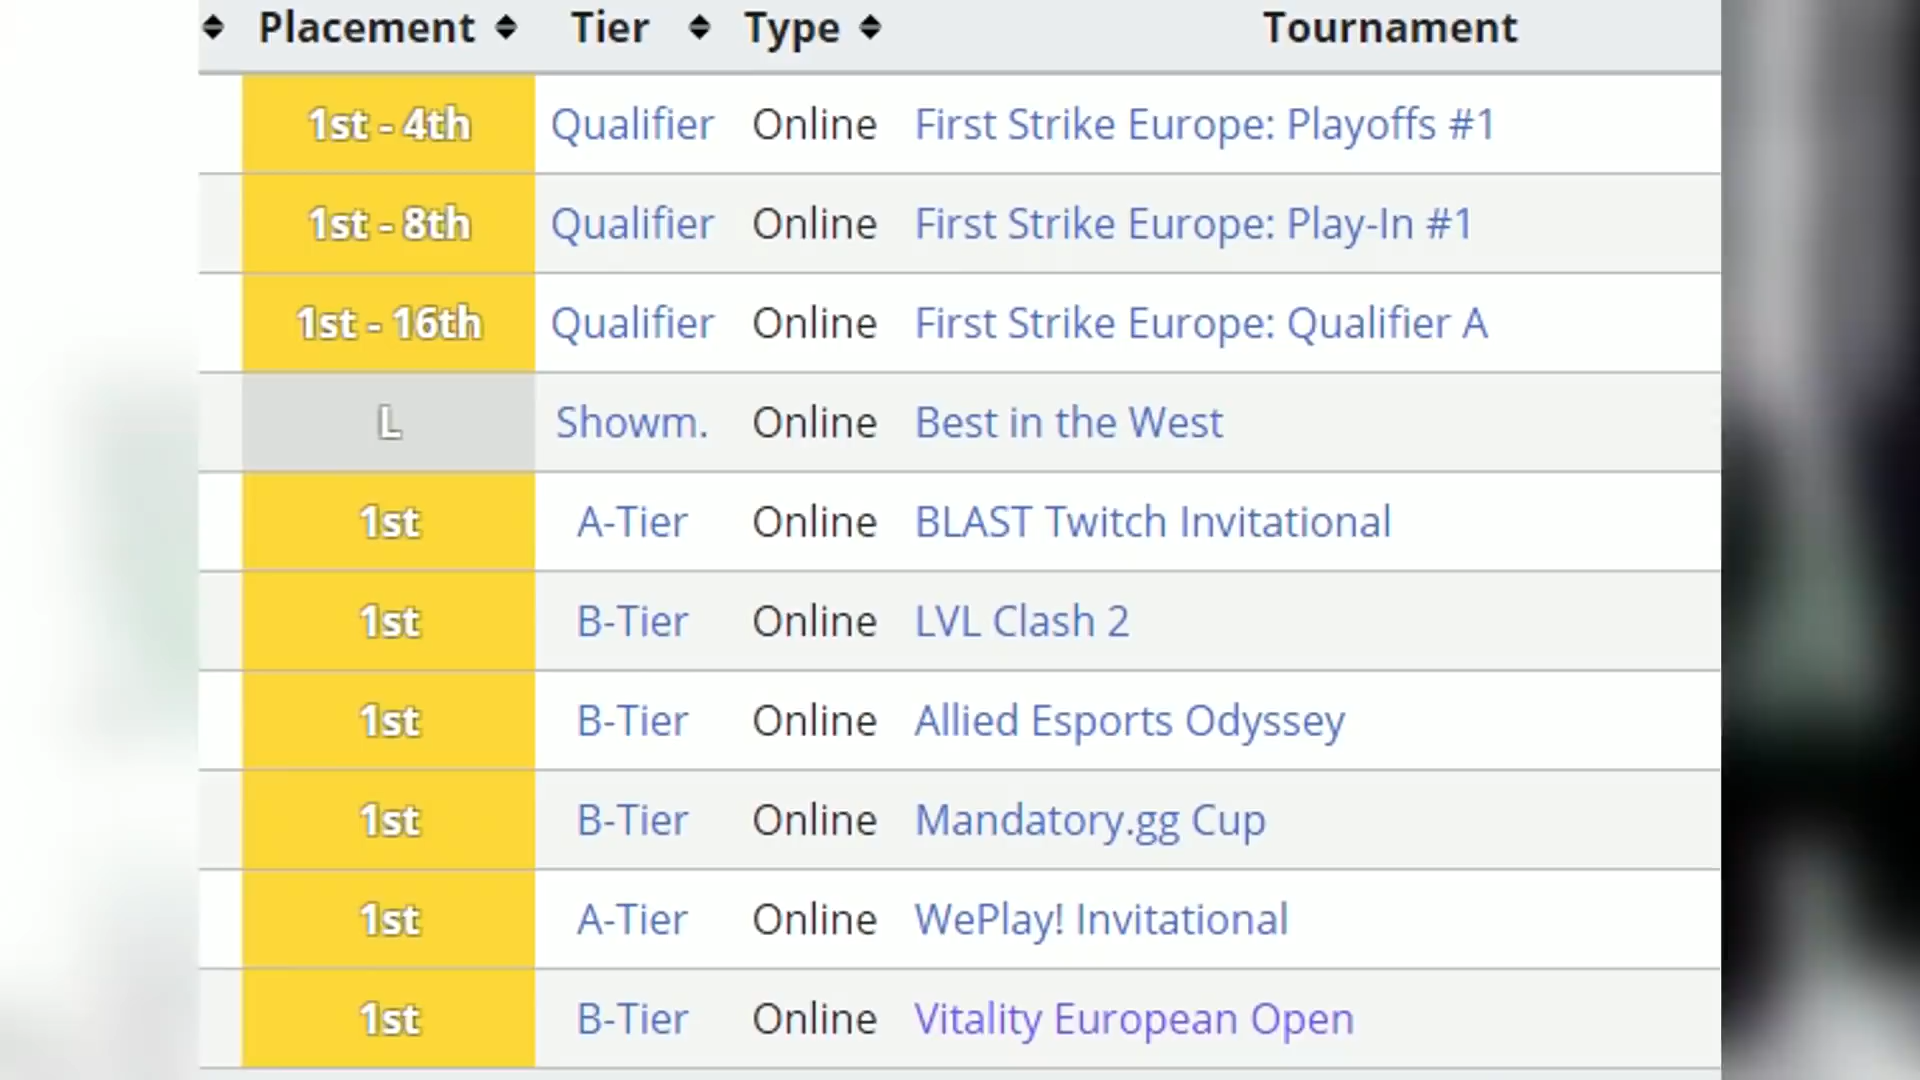 Placement Tier Type Tournament
1st - 4th Qualifier Online First Strike Europe: Playoffs #1
1st - 8th Qualifier Online First Strike Europe: Play-In #1
1st - 16th Qualifier Online First Strike Europe: Qualifier A
L Showm. Online Best in the West
1st A-Tier Online BLAST Twitch Invitational
1st B-Tier Online LVL Clash 2
1st B-Tier Online Allied Esports Odyssey
1st B-Tier Online Mandatory.gg Cup
1st A-Tier Online WePlay! Invitational
1st B-Tier Online Vitality European Open